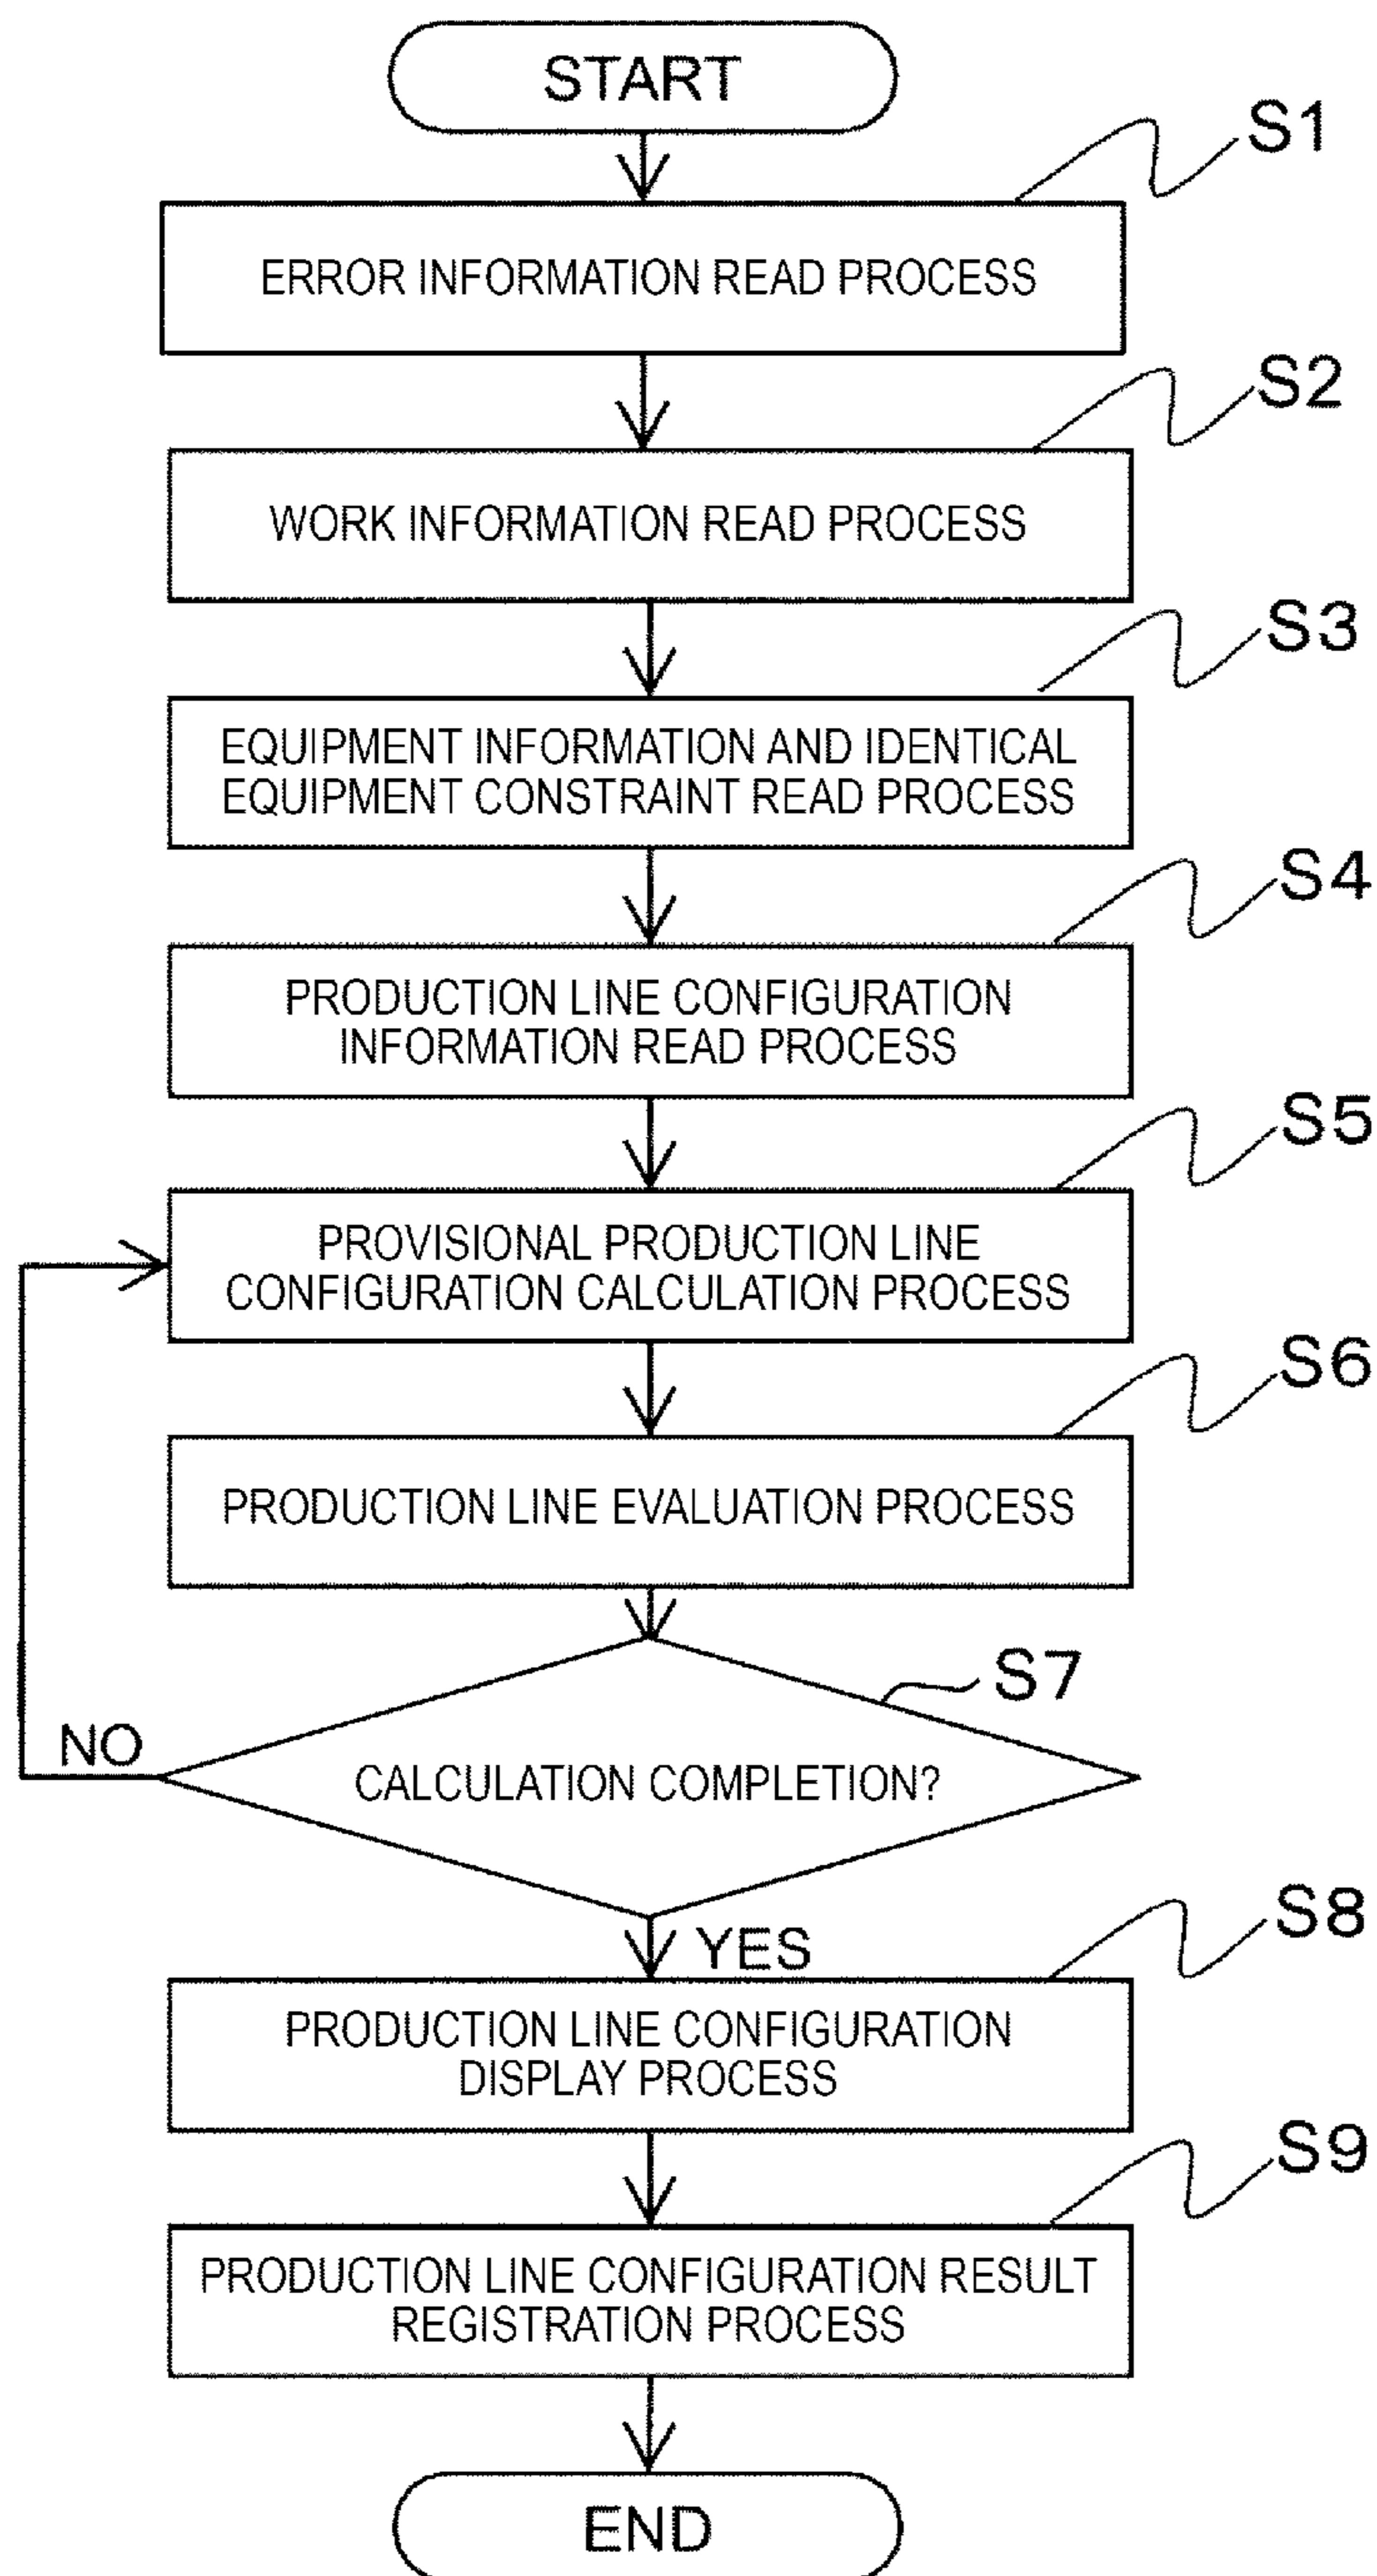 START
S1
ERROR INFORMATION READ PROCESS
S2
WORK INFORMATION READ PROCESS
S3
EQUIPMENT INFORMATION AND IDENTICAL
EQUIPMENT CONSTRAINT READ PROCESS
S4
PRODUCTION LINE CONFIGURATION
INFORMATION READ PROCESS
S5
PROVISIONAL PRODUCTION LINE
CONFIGURATION CALCULATION PROCESS
S6
PRODUCTION LINE EVALUATION PROCESS
S7
NO
CALCULATION COMPLETION?
YES
S8
PRODUCTION LINE CONFIGURATION
DISPLAY PROCESS
S9
PRODUCTION LINE CONFIGURATION RESULT
REGISTRATION PROCESS
END